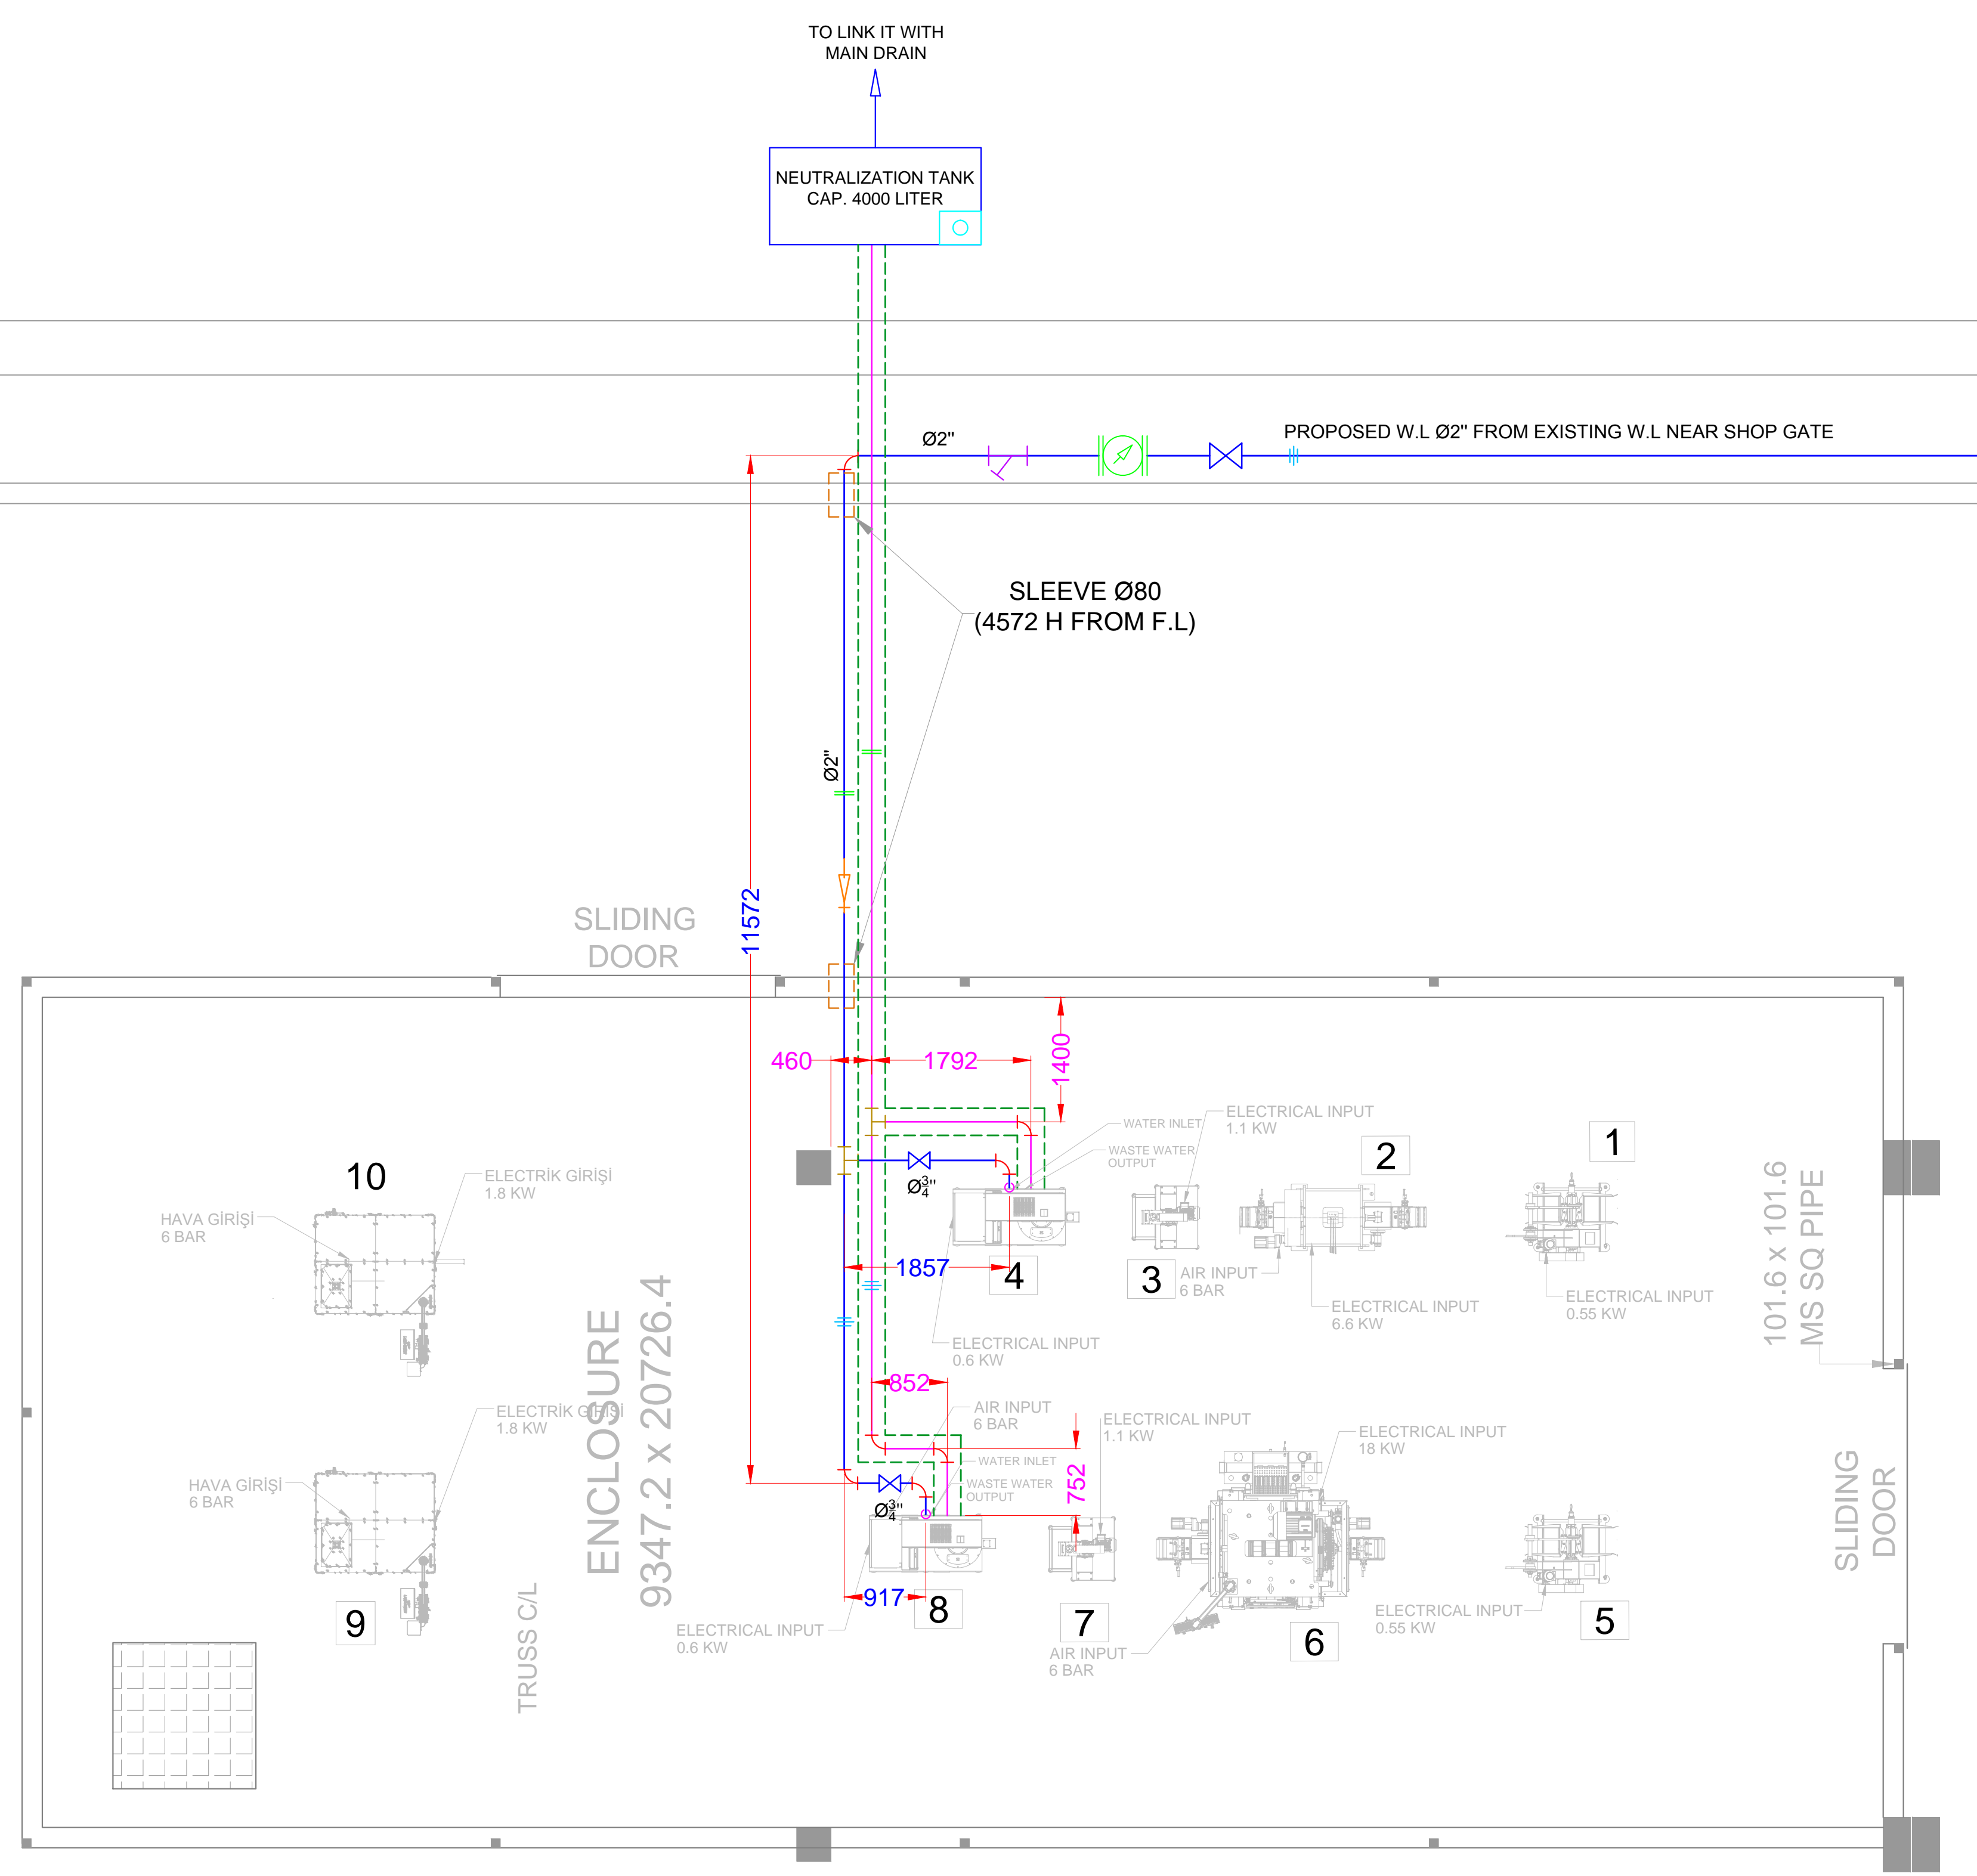 TO LINK IT WITH
MAIN DRAIN
NEUTRALIZATION TANK
CAP. 4000 LITER
Ø2"
PROPOSED W.L Ø2" FROM EXISTING W.L NEAR SHOP GATE
SLEEVE Ø80
(4572 H FROM F.L)
Ø2"
11572
SLIDING
DOOR
460
1792
1400
WATER INLET
WASTE WATER
OUTPUT
ELECTRICAL INPUT
1.1 KW
2
1
10
ELECTRİK GİRİŞİ
1.8 KW
HAVA GİRİŞİ
6 BAR
Ø3/4"
101.6 x 101.6
MS SQ PIPE
1857
4
3
AIR INPUT
6 BAR
ELECTRICAL INPUT
6.6 KW
ELECTRICAL INPUT
0.55 KW
ELECTRICAL INPUT
0.6 KW
ENCLOSURE
9347.2 x 20726.4
852
ELECTRİK GİRİŞİ
1.8 KW
AIR INPUT
6 BAR
ELECTRICAL INPUT
1.1 KW
ELECTRICAL INPUT
18 KW
HAVA GİRİŞİ
6 BAR
WATER INLET
WASTE WATER
OUTPUT
752
Ø3/4"
SLIDING
DOOR
917
8
7
6
5
9
TRUSS C/L
ELECTRICAL INPUT
0.6 KW
AIR INPUT
6 BAR
ELECTRICAL INPUT
0.55 KW